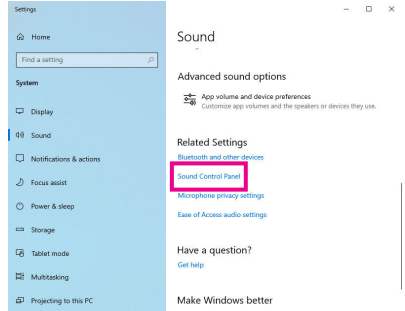 Settings
Home
Find a setting
System
Display
Sound
Notifications & actions
Focus assist
Power & sleep
Storage
Tablet mode
Multitasking
Projecting to this PC
Sound
Advanced sound options
App volume and device preferences
Customize app volumes and the speakers or devices they use.
Related Settings
Bluetooth and other devices
Sound Control Panel
Microphone privacy settings
Ease of Access audio settings
Have a question?
Get help
Make Windows better